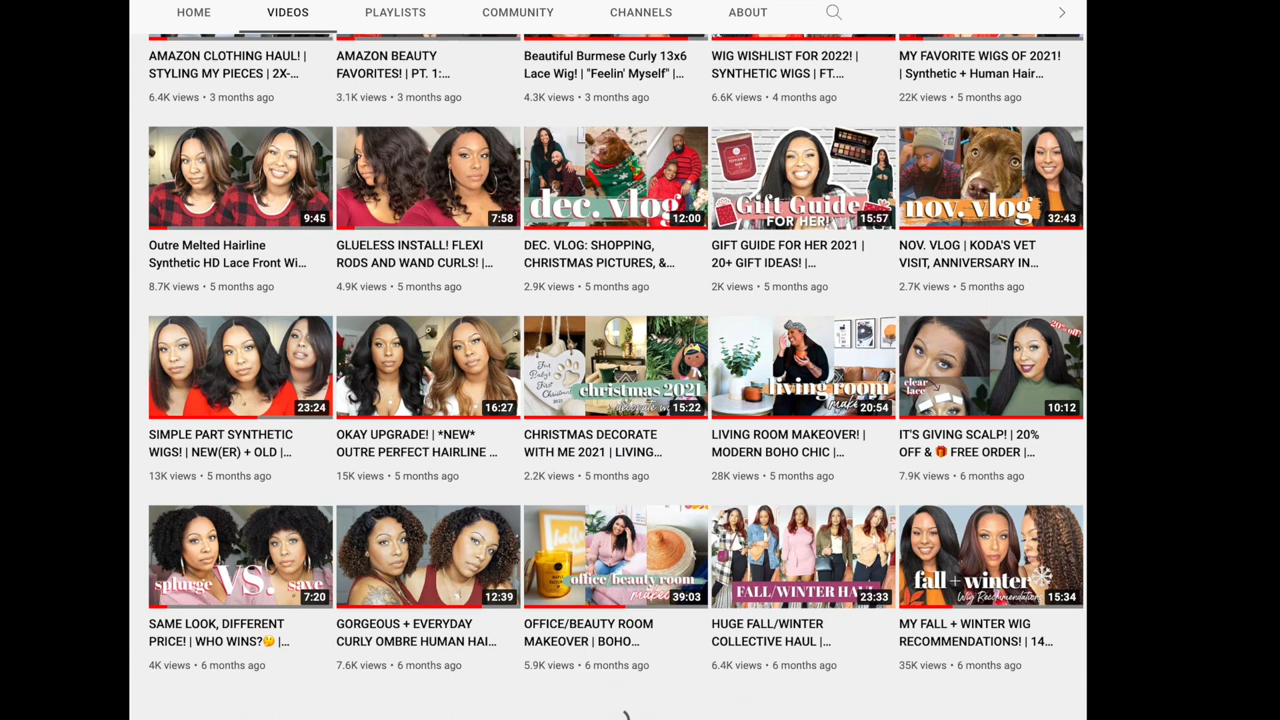 HOME VIDEOS PLAYLISTS COMMUNITY CHANNELS ABOUT
AMAZON CLOTHING HAUL! |
STYLING MY PIECES | 2X-...
6.4K views • 3 months ago
AMAZON BEAUTY
FAVORITES! | PT. 1:...
3.1K views • 3 months ago
Beautiful Burmese Curly 13x6
Lace Wig! | "Feelin' Myself" |...
4.3K views • 3 months ago
WIG WISHLIST FOR 2022! |
SYNTHETIC WIGS | FT....
6.6K views • 4 months ago
MY FAVORITE WIGS OF 2021!
| Synthetic + Human Hair...
22K views • 5 months ago
9:45
Outre Melted Hairline
Synthetic HD Lace Front Wi...
8.7K views • 5 months ago
7:58
GLUELESS INSTALL! FLEXI
RODS AND WAND CURLS! |...
4.9K views • 5 months ago
dec. vlog
12:00
DEC. VLOG: SHOPPING,
CHRISTMAS PICTURES, &...
2.9K views • 5 months ago
Gift Guide
FOR HER!
15:57
GIFT GUIDE FOR HER 2021 |
20+ GIFT IDEAS! |...
2K views • 5 months ago
nov. vlog
32:43
NOV. VLOG | KODA'S VET
VISIT, ANNIVERSARY IN...
2.7K views • 5 months ago
23:24
SIMPLE PART SYNTHETIC
WIGS! | NEW(ER) + OLD |...
13K views • 5 months ago
16:27
OKAY UPGRADE! | *NEW*
OUTRE PERFECT HAIRLINE ...
15K views • 5 months ago
christmas 2021
15:22
CHRISTMAS DECORATE
WITH ME 2021 | LIVING...
2.2K views • 5 months ago
living room
20:54
LIVING ROOM MAKEOVER! |
MODERN BOHO CHIC |...
28K views • 5 months ago
20% off!
clear
lace
10:12
IT'S GIVING SCALP! | 20%
OFF & 🎁 FREE ORDER |...
7.9K views • 6 months ago
splurge VS. save
7:20
SAME LOOK, DIFFERENT
PRICE! | WHO WINS?🤔 |...
4K views • 6 months ago
12:39
GORGEOUS + EVERYDAY
CURLY OMBRE HUMAN HAI...
7.6K views • 6 months ago
hello
office/beauty room
39:03
OFFICE/BEAUTY ROOM
MAKEOVER | BOHO...
5.9K views • 6 months ago
FALL/WINTER HA
23:33
HUGE FALL/WINTER
COLLECTIVE HAUL |...
6.4K views • 6 months ago
fall + winter
Wig Recommendations
15:34
MY FALL + WINTER WIG
RECOMMENDATIONS! | 14...
35K views • 6 months ago